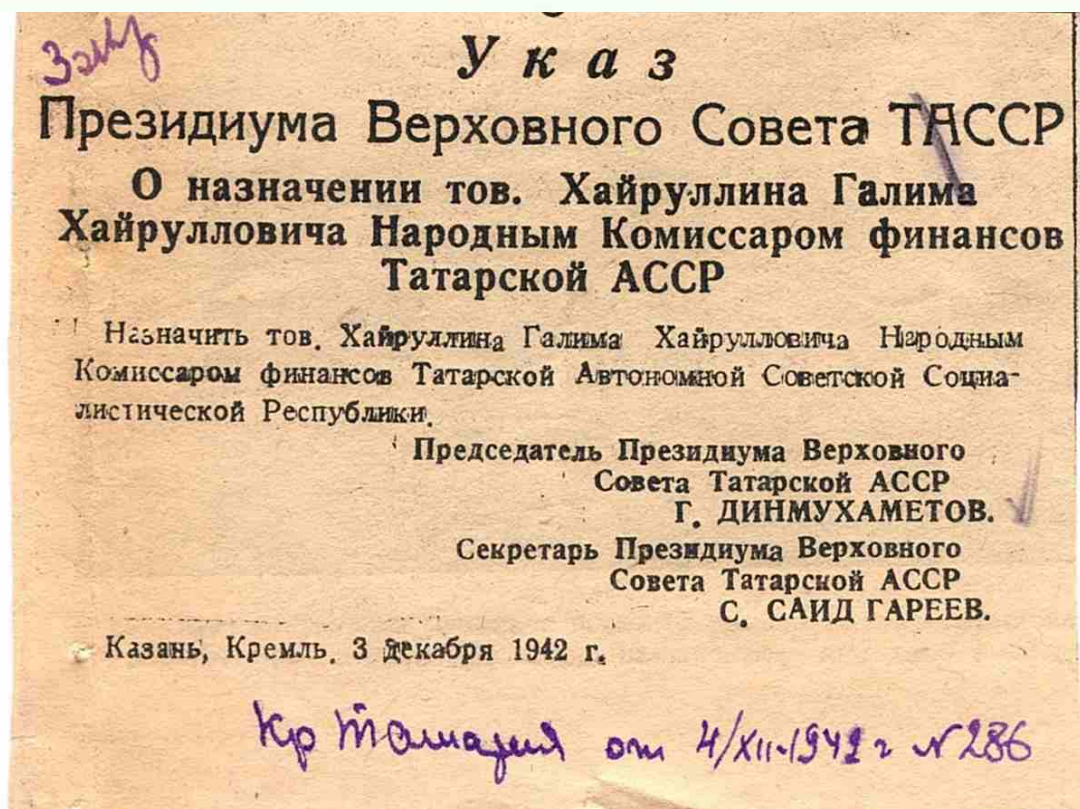 Указ
Президиума Верховного Совета ТАССР
О назначении тов. Хайруллина Галима
Хайрулловича Народным Комиссаром финансов
Татарской АССР
Назначить тов. Хайруллина Галима Хайрулловича Народным
Комиссаром финансов Татарской Автономной Советской Социа-
листической Республики.
Председатель Президиума Верховного
Совета Татарской АССР
Г. ДИНМУХАМЕТОВ.
Секретарь Президиума Верховного
Совета Татарской АССР
С. САИД ГАРЕЕВ.
Казань, Кремль. 3 декабря 1942 г.
Кр Татария от 4/XII-1942 г N 286